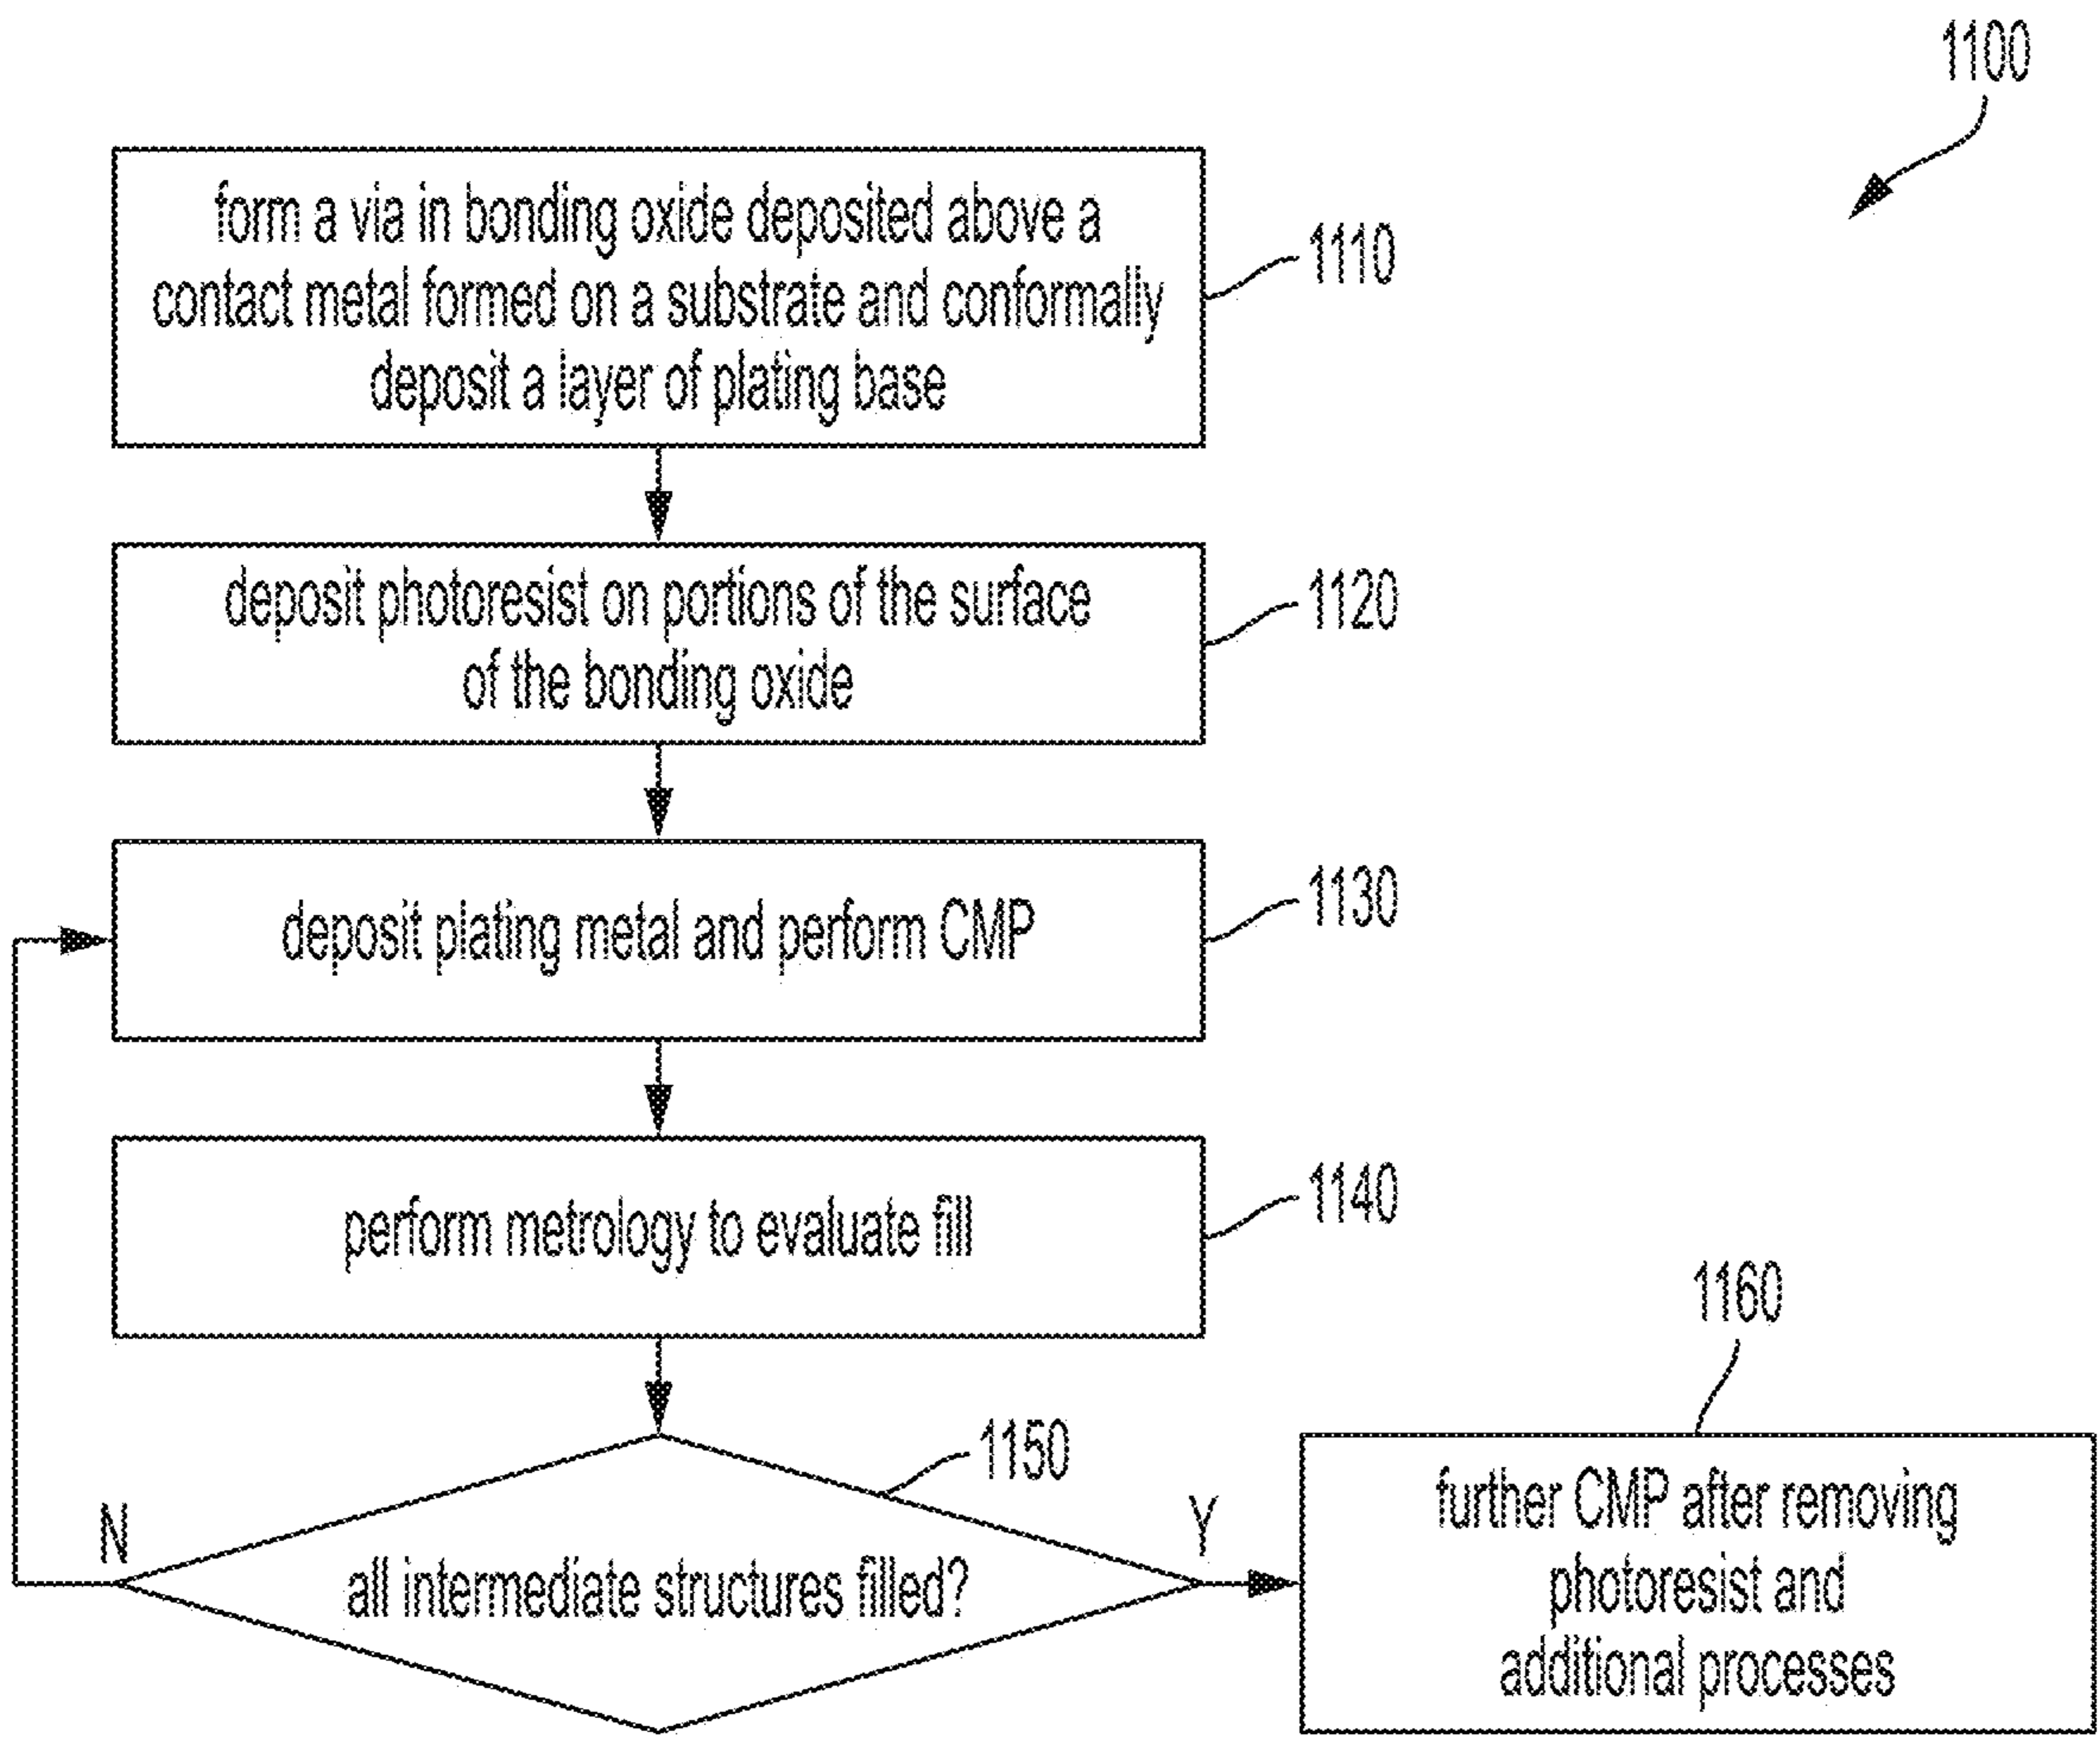 1100
form a via in bonding oxide deposited above a
contact metal formed on a substrate and conformally
deposit a layer of plating base
1110
deposit photoresist on portions of the surface
of the bonding oxide
1120
deposit plating metal and perform CMP
1130
perform metrology to evaluate fill
1140
all intermediate structures filled?
1150
N
Y
further CMP after removing
photoresist and
additional processes
1160